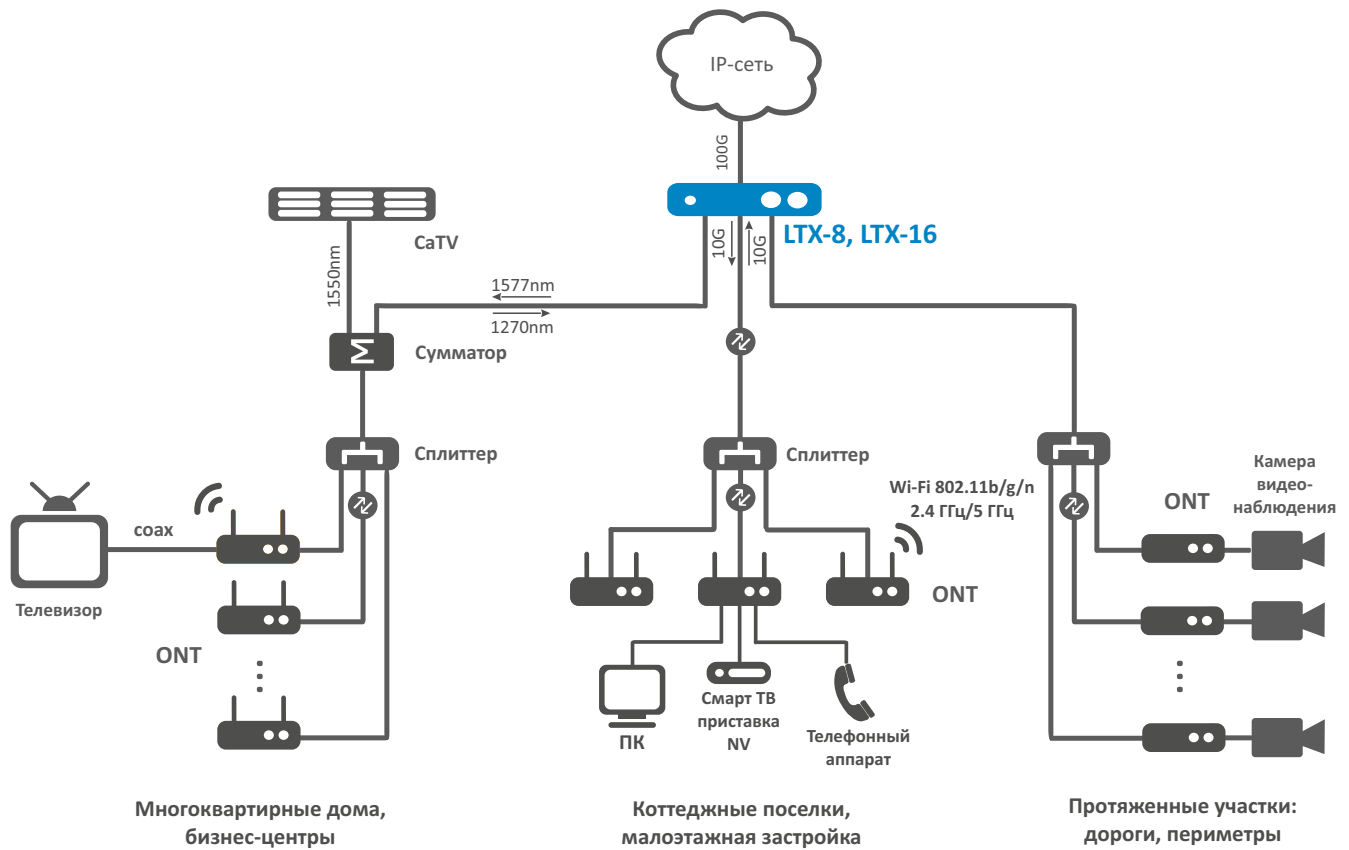 IP-сеть
100G
LTX-8, LTX-16
CaTV
1550nm
10G
10G
1577nm
1270nm
Сумматор
Сплиттер
Сплиттер
Wi-Fi 802.11b/g/n
2.4 ГГц/5 ГГц
Камера
видео-
наблюдения
ONT
coax
Телевизор
ONT
ONT
ПК
Смарт ТВ
приставка
NV
Телефонный
аппарат
Многоквартирные дома,
бизнес-центры
Коттеджные поселки,
малоэтажная застройка
Протяженные участки:
дороги, периметры